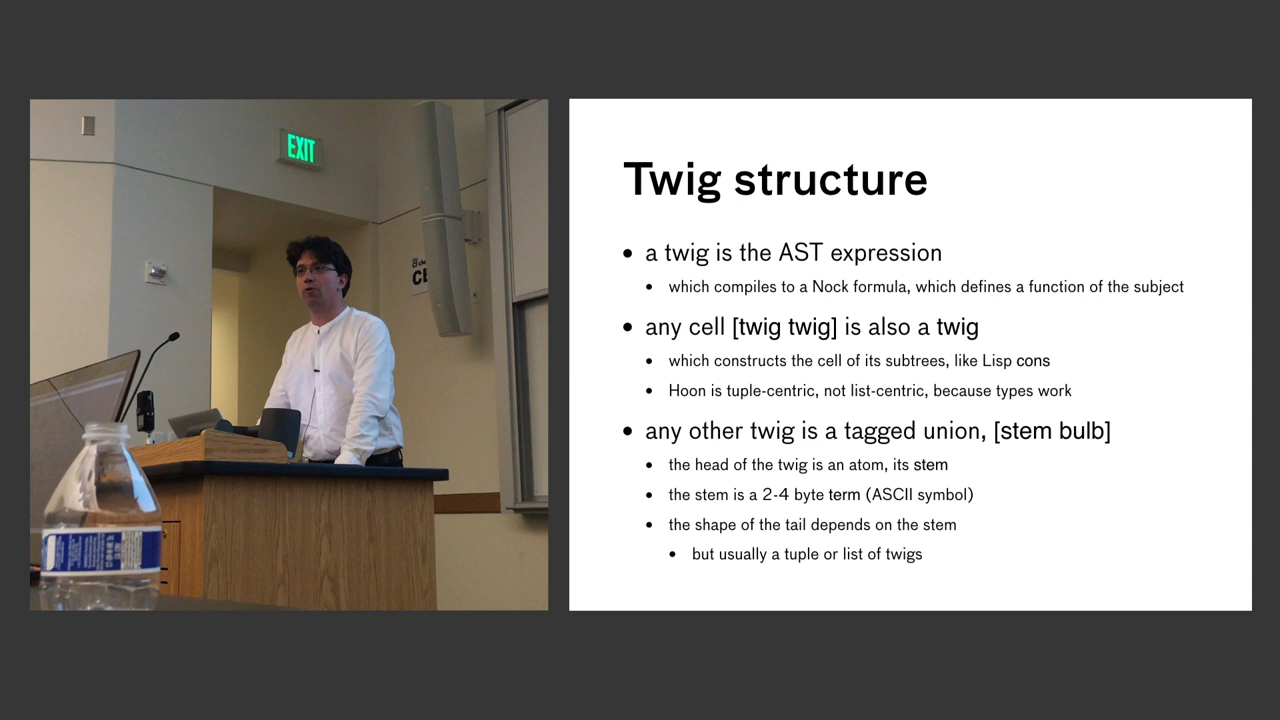 EXIT
Twig structure
a twig is the AST expression
which compiles to a Nock formula, which defines a function of the subject
any cell [twig twig] is also a twig
which constructs the cell of its subtrees, like Lisp cons
Hoon is tuple-centric, not list-centric, because types work
any other twig is a tagged union, [stem bulb]
the head of the twig is an atom, its stem
the stem is a 2-4 byte term (ASCII symbol)
the shape of the tail depends on the stem
but usually a tuple or list of twigs